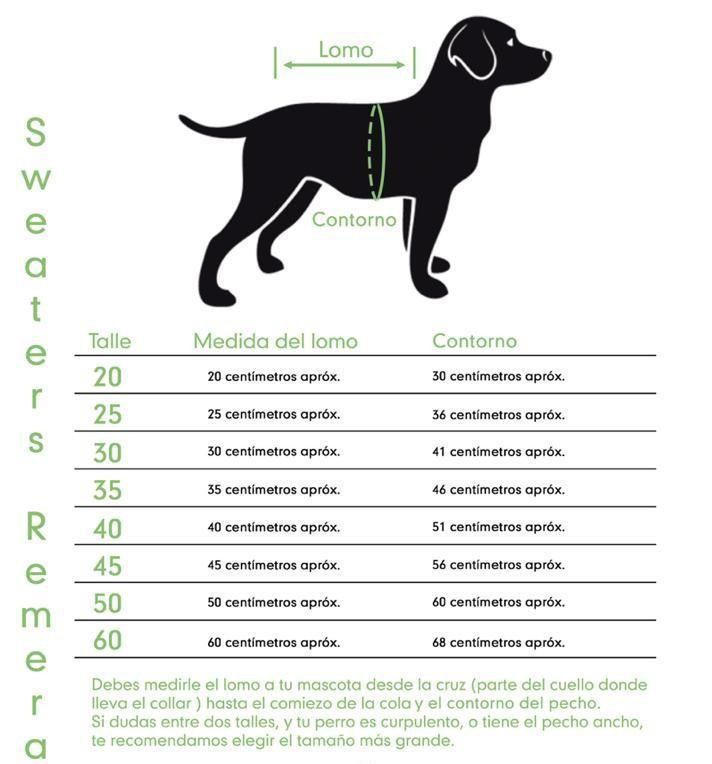 Lomo
Contorno
Sweaters Remera
Talle Medida del lomo Contorno
20 20 centímetros apróx. 30 centímetros apróx.
25 25 centímetros apróx. 36 centímetros apróx.
30 30 centímetros apróx. 41 centímetros apróx.
35 35 centímetros apróx. 46 centímetros apróx.
40 40 centímetros apróx. 51 centímetros apróx.
45 45 centímetros apróx. 56 centímetros apróx.
50 50 centímetros apróx. 60 centímetros apróx.
60 60 centímetros apróx. 68 centímetros apróx.
Debes medirle el lomo a tu mascota desde la cruz (parte del cuello donde
lleva el collar ) hasta el comiezo de la cola y el contorno del pecho.
Si dudas entre dos talles, y tu perro es curpulento, o tiene el pecho ancho,
te recomendamos elegir el tamaño más grande.